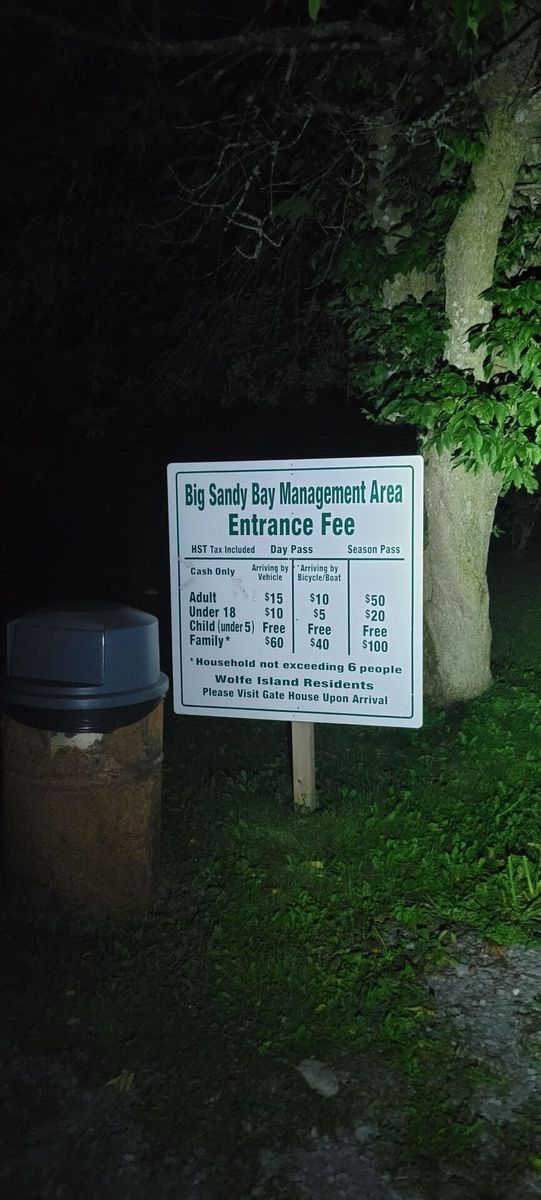 Big Sandy Bay Management Area
Entrance Fee
HST Tax Included Day Pass Season Pass
Cash Only Arriving by Vehicle *Arriving by Bicycle/Boat
Adult $15 $10 $50
Under 18 $10 $5 $20
Child (under 5) Free Free Free
Family* $60 $40 $100
*Household not exceeding 6 people
Wolfe Island Residents
Please Visit Gate House Upon Arrival